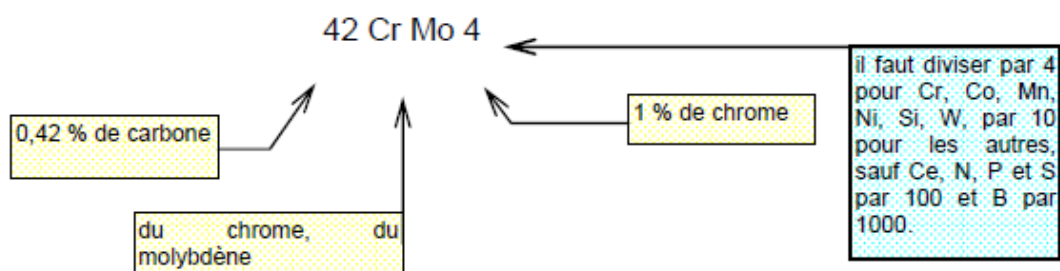 42 Cr Mo 4
0,42 % de carbone
1 % de chrome
il faut diviser par 4
pour Cr, Co, Mn,
Ni, Si, W, par 10
pour les autres,
sauf Ce, N, P et S
par 100 et B par
1000.
du chrome, du
molybdène